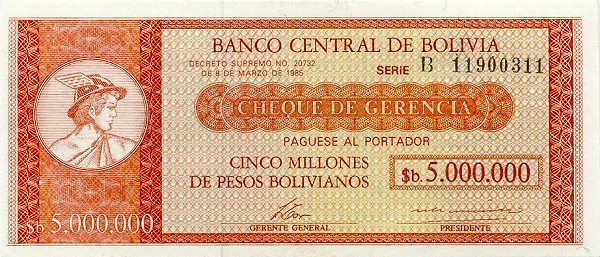 BANCO CENTRAL DE BOLIVIA
DECRETO SUPREMO NO. 20732
DE 8 DE MARZO DE 1985
SERIE B 11900311
CHEQUE DE GERENCIA
PAGUESE AL PORTADOR
CINCO MILLONES
DE PESOS BOLIVIANOS
$b. 5.000.000
$b 5.000.000
GERENTE GENERAL
PRESIDENTE